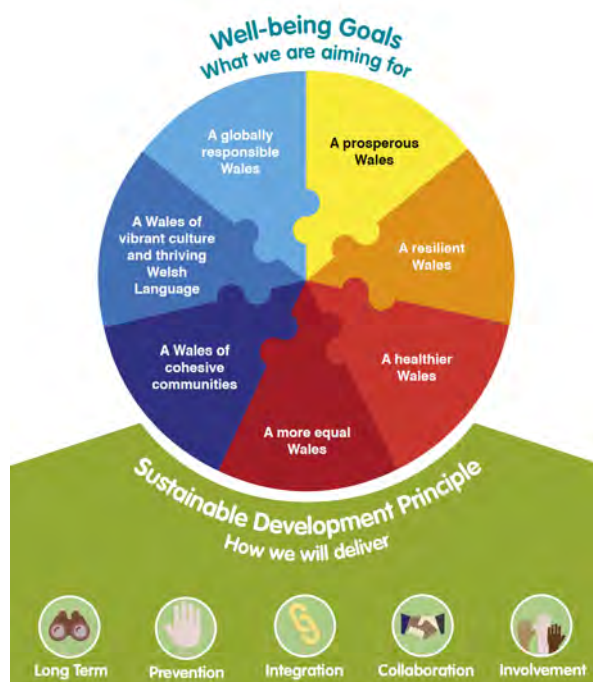 Well-being Goals
What we are aiming for
A globally
responsible
Wales
A prosperous
Wales
A Wales of
vibrant culture
and thriving
Welsh
Language
A resilient
Wales
A Wales of
cohesive
communities
A healthier
Wales
A more equal
Wales
Sustainable Development Principle
How we will deliver
Long Term
Prevention
Integration
Collaboration
Involvement